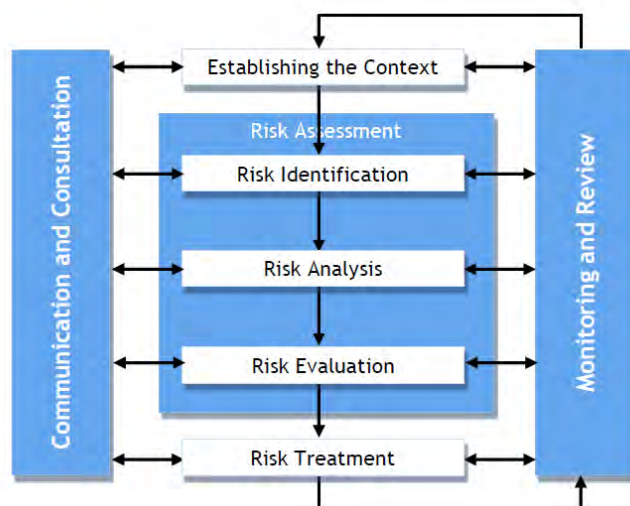 Establishing the Context
Risk Assessment
Risk Identification
Risk Analysis
Risk Evaluation
Risk Treatment
Communication and Consultation
Monitoring and Review